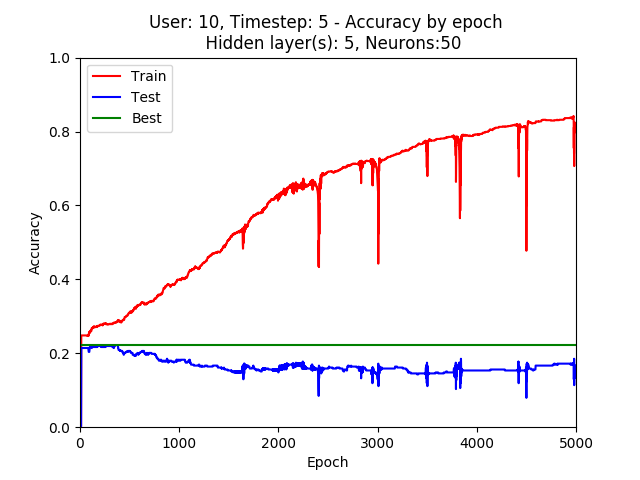 User: 10, Timestep: 5 - Accuracy by epoch
Hidden layer(s): 5, Neurons:50
Train
Test
Best
Accuracy
1.0
0.8
0.6
0.4
0.2
0.0
0 1000 2000 3000 4000 5000
Epoch